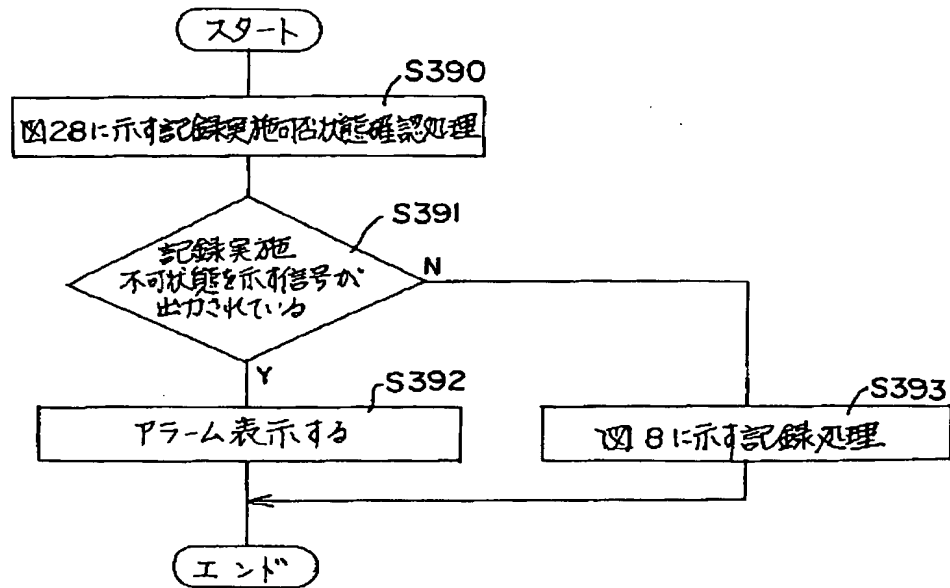 スタート
S390
図28に示す記録実施可否状態確認処理
S391
記録実施
不可状態を示す信号が
出力されている
N
Y
S392
アラーム表示する
S393
図8に示す記録処理
エンド